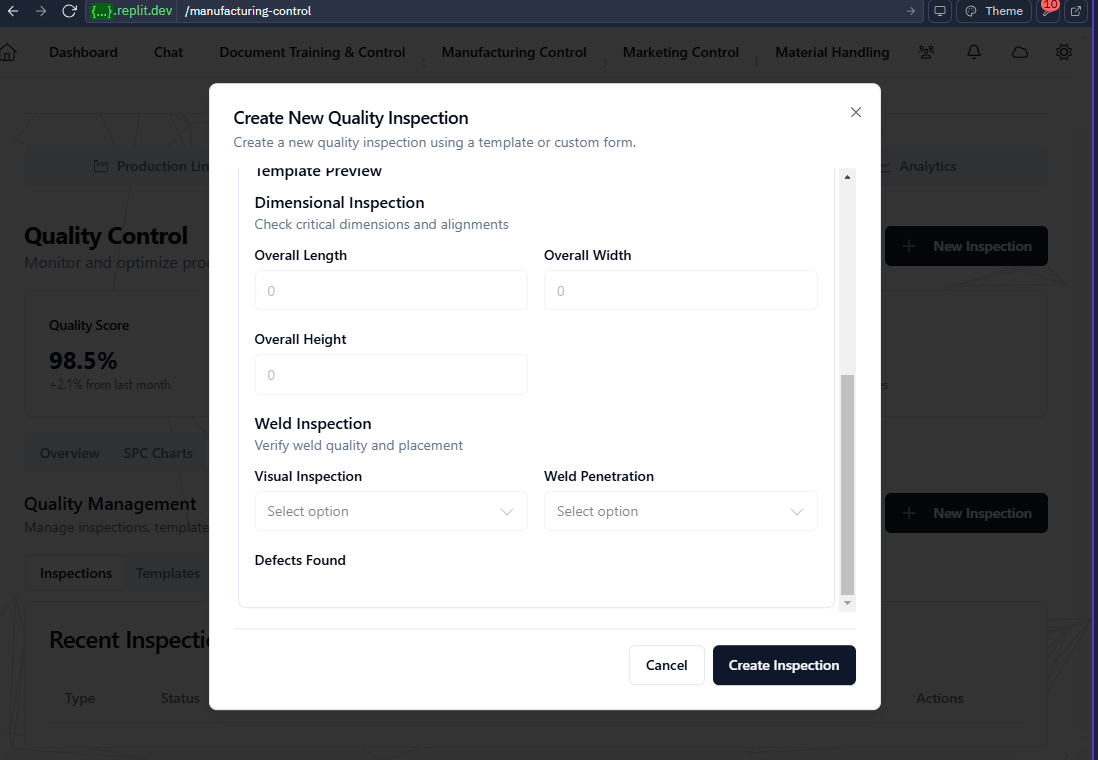 {...}.replit.dev /manufacturing-control Theme 10
Dashboard Chat Document Training & Control Manufacturing Control Marketing Control Material Handling
Create New Quality Inspection
Create a new quality inspection using a template or custom form.
Production Lin Analytics
Template Preview
Dimensional Inspection
Check critical dimensions and alignments
Quality Control New Inspection
Monitor and optimize pro
Overall Length Overall Width
0 0
Quality Score
Overall Height
98.5%
0
+2.1% from last month
Weld Inspection
Verify weld quality and placement
Overview SPC Charts
Visual Inspection Weld Penetration
Quality Management New Inspection
Select option Select option
Manage inspections, template
Defects Found
Inspections Templates
Recent Inspecti
Cancel Create Inspection
Type Status Actions